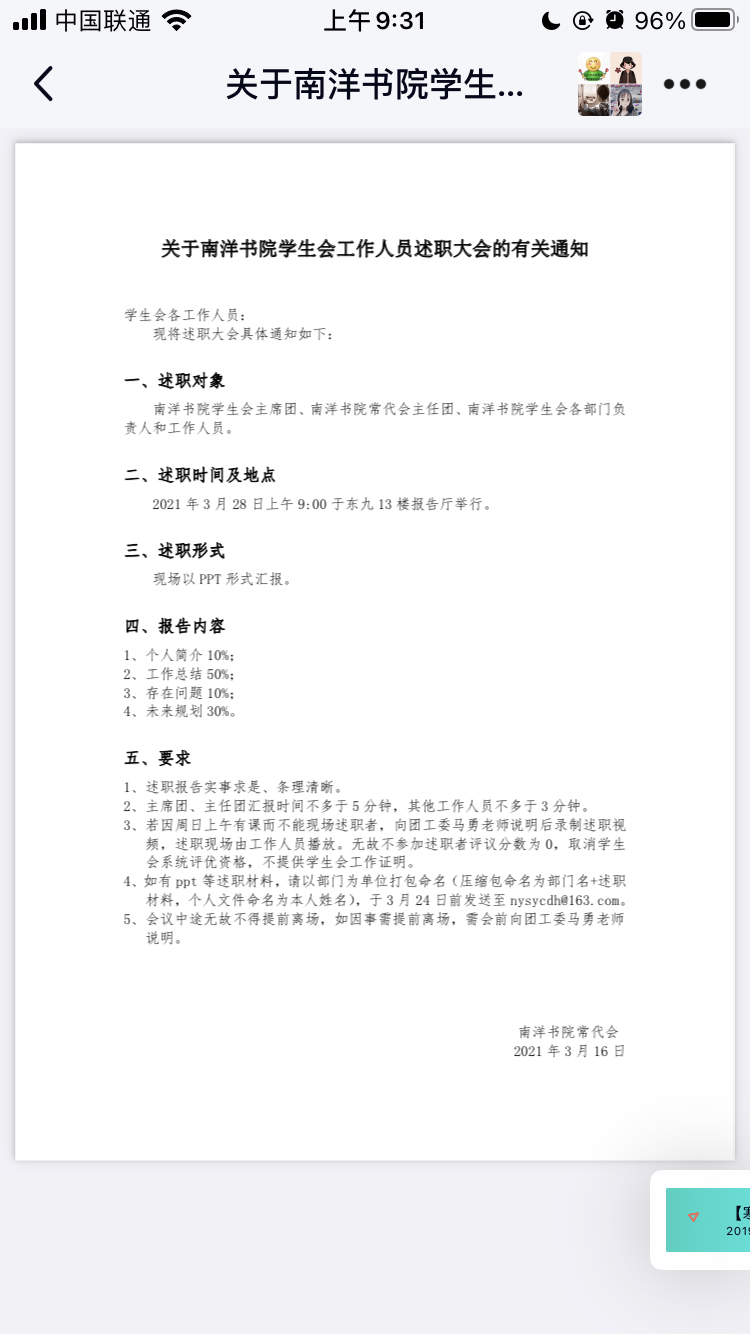 中国联通
上午9:31
96%
关于南洋书院学生...
关于南洋书院学生会工作人员述职大会的有关通知
学生会各工作人员：
现将述职大会具体通知如下：
一、述职对象
南洋书院学生会主席团、南洋书院常代会主任团、南洋书院学生会各部门负
责人和工作人员。
二、述职时间及地点
2021 年 3 月 28 日上午 9:00 于东九 13 楼报告厅举行。
三、述职形式
现场以 PPT 形式汇报。
四、报告内容
1、个人简介 10%；
2、工作总结 50%；
3、存在问题 10%；
4、未来规划 30%。
五、要求
1、述职报告实事求是、条理清晰。
2、主席团、主任团汇报时间不多于 5 分钟，其他工作人员不多于 3 分钟。
3、若因周日上午有课而不能现场述职者，向团工委马勇老师说明后录制述职视
频，述职现场由工作人员播放。无故不参加述职者评议分数为 0，取消学生
会系统评优资格，不提供学生会工作证明。
4、如有 ppt 等述职材料，请以部门为单位打包命名（压缩包命名为部门名+述职
材料，个人文件命名为本人姓名），于 3 月 24 日前发送至 nysycdh@163.com。
5、会议中途无故不得提前离场，如因事需提前离场，需会前向团工委马勇老师
说明。
南洋书院常代会
2021 年 3 月 16 日
【寒
2019